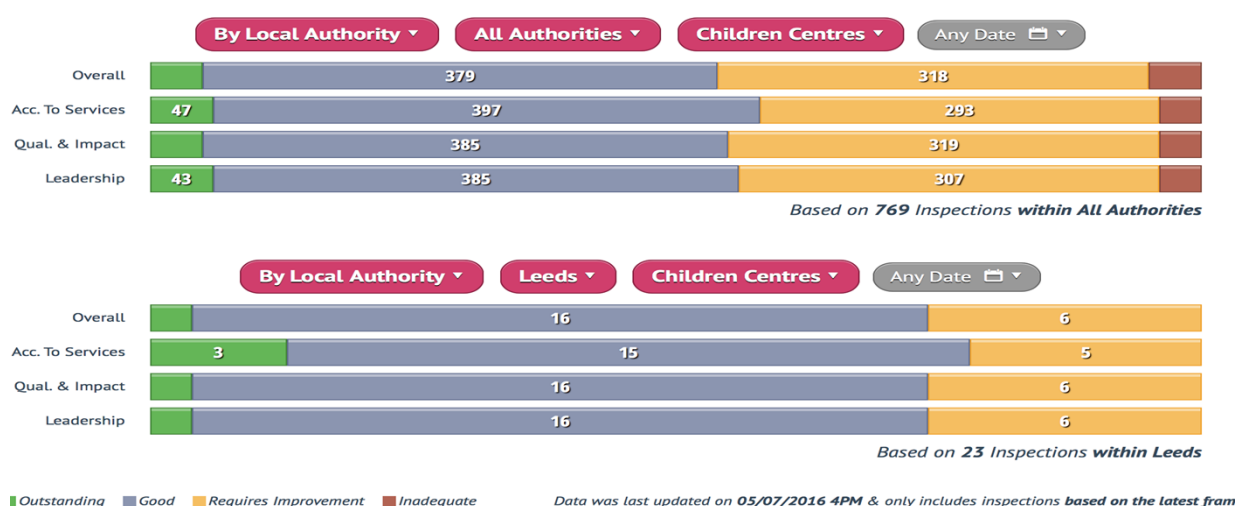 By Local Authority All Authorities Children Centres Any Date
Overall 379 318
Acc. To Services 47 397 293
Qual. & Impact 385 319
Leadership 43 385 307
Based on 769 Inspections within All Authorities
By Local Authority Leeds Children Centres Any Date
Overall 16 6
Acc. To Services 3 15 5
Qual. & Impact 16 6
Leadership 16 6
Based on 23 Inspections within Leeds
Outstanding Good Requires Improvement Inadequate Data was last updated on 05/07/2016 4PM & only includes inspections based on the latest fram